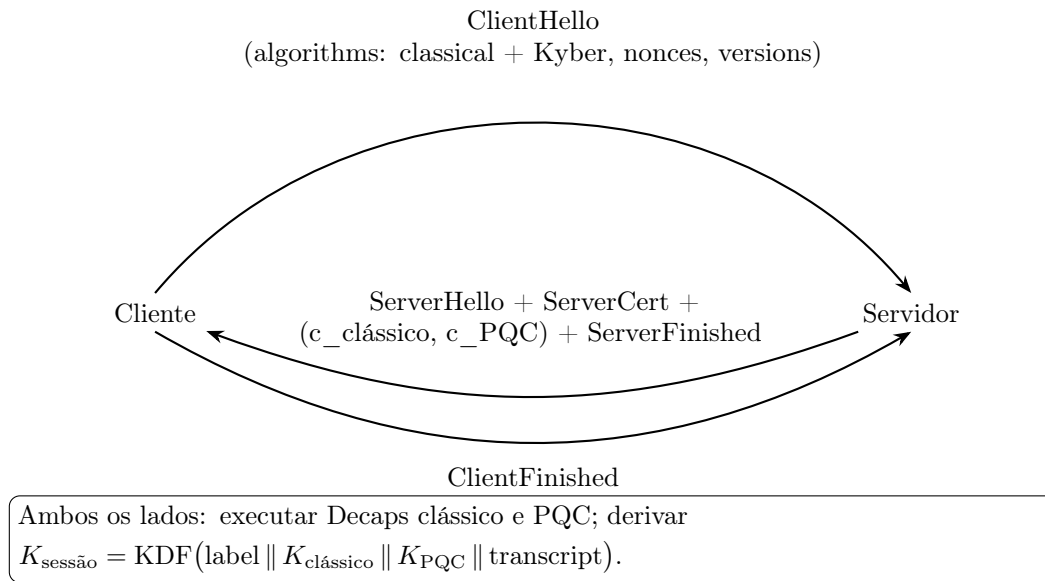 ClientHello
(algorithms: classical + Kyber, nonces, versions)
Cliente
ServerHello + ServerCert +
(c_clássico, c_PQC) + ServerFinished
Servidor
ClientFinished
Ambos os lados: executar Decaps clássico e PQC; derivar
K_sessão = KDF(label ∥ K_clássico ∥ K_PQC ∥ transcript).